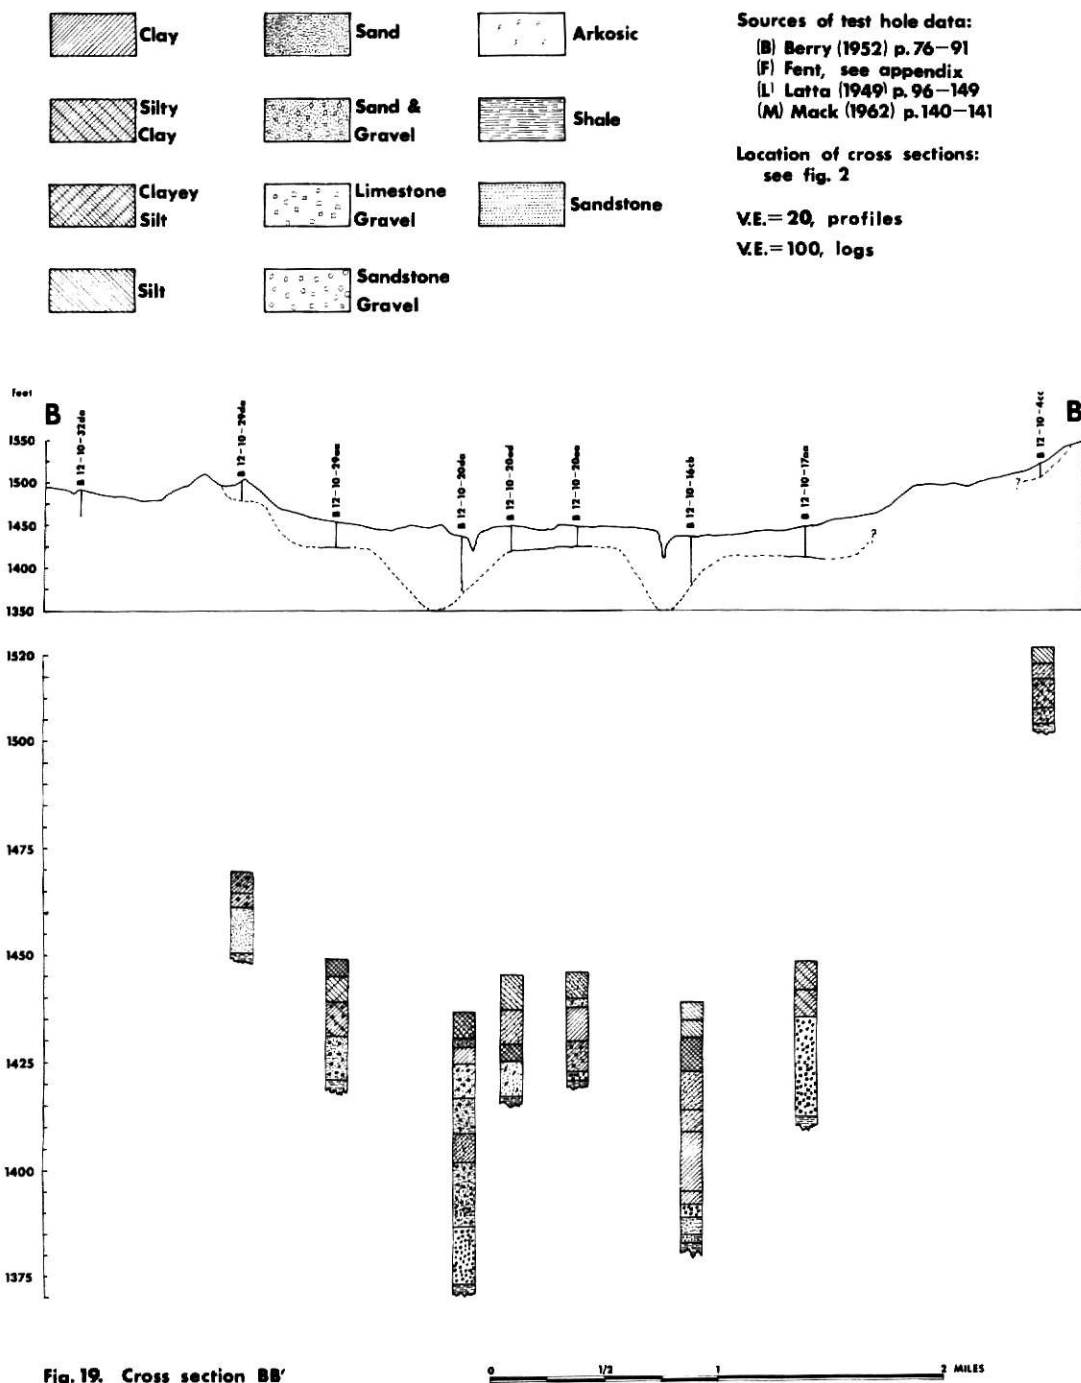 Clay
Silty
Clay
Clayey
Silt
Silt
Sand
Sand &
Gravel
Limestone
Gravel
Sandstone
Gravel
Arkosic
Shale
Sandstone
Sources of test hole data:
(B) Berry (1952) p.76–91
(F) Fent, see appendix
(L) Latta (1949) p.96–149
(M) Mack (1962) p.140–141
Location of cross sections:
see fig. 2
V.E.=20, profiles
V.E.=100, logs
feet
B
B
1550
1500
1450
1400
1350
B 12-10-32da
B 12-10-29da
B 12-10-29aa
B 12-10-20da
B 12-10-20ad
B 12-10-20aa
B 12-10-16cb
B 12-10-17aa
B 12-10-4cc
?
?
1520
1500
1475
1450
1425
1400
1375
Fig. 19. Cross section BB'
0 1/2 1 2 MILES